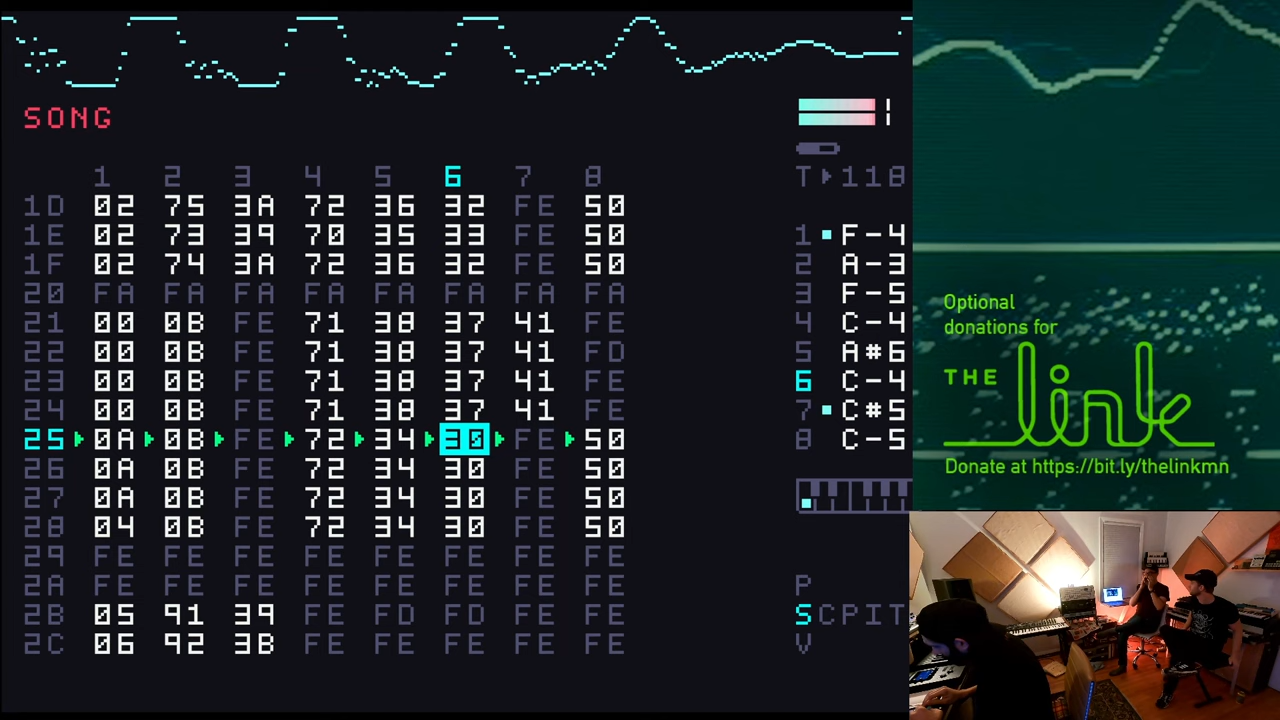 SONG
1 2 3 4 5 6 7 8
1D 02 75 3A 72 36 32 FE 50
1E 02 73 39 70 35 33 FE 50
1F 02 74 3A 72 36 32 FE 50
20 FA FA FA FA FA FA FA FA
21 00 0B FE 71 38 37 41 FE
22 00 0B FE 71 38 37 41 FD
23 00 0B FE 71 38 37 41 FE
24 00 0B FE 71 38 37 41 FE
25 0A 0B FE 72 34 30 FE 50
26 0A 0B FE 72 34 30 FE 50
27 0A 0B FE 72 34 30 FE 50
28 04 0B FE 72 34 30 FE 50
29 FE FE FE FE FE FE FE FE
2A FE FE FE FE FE FE FE FE
2B 05 91 39 FE FD FD FE FE
2C 06 92 3B FE FE FE FE FE
T 118
1 F-4
2 A-3
3 F-5
4 C-4
5 A#6
6 C-4
7 C#5
8 C-5
P
SCPIT
V
Optional
donations for
THE link
Donate at https://bit.ly/thelinkmn